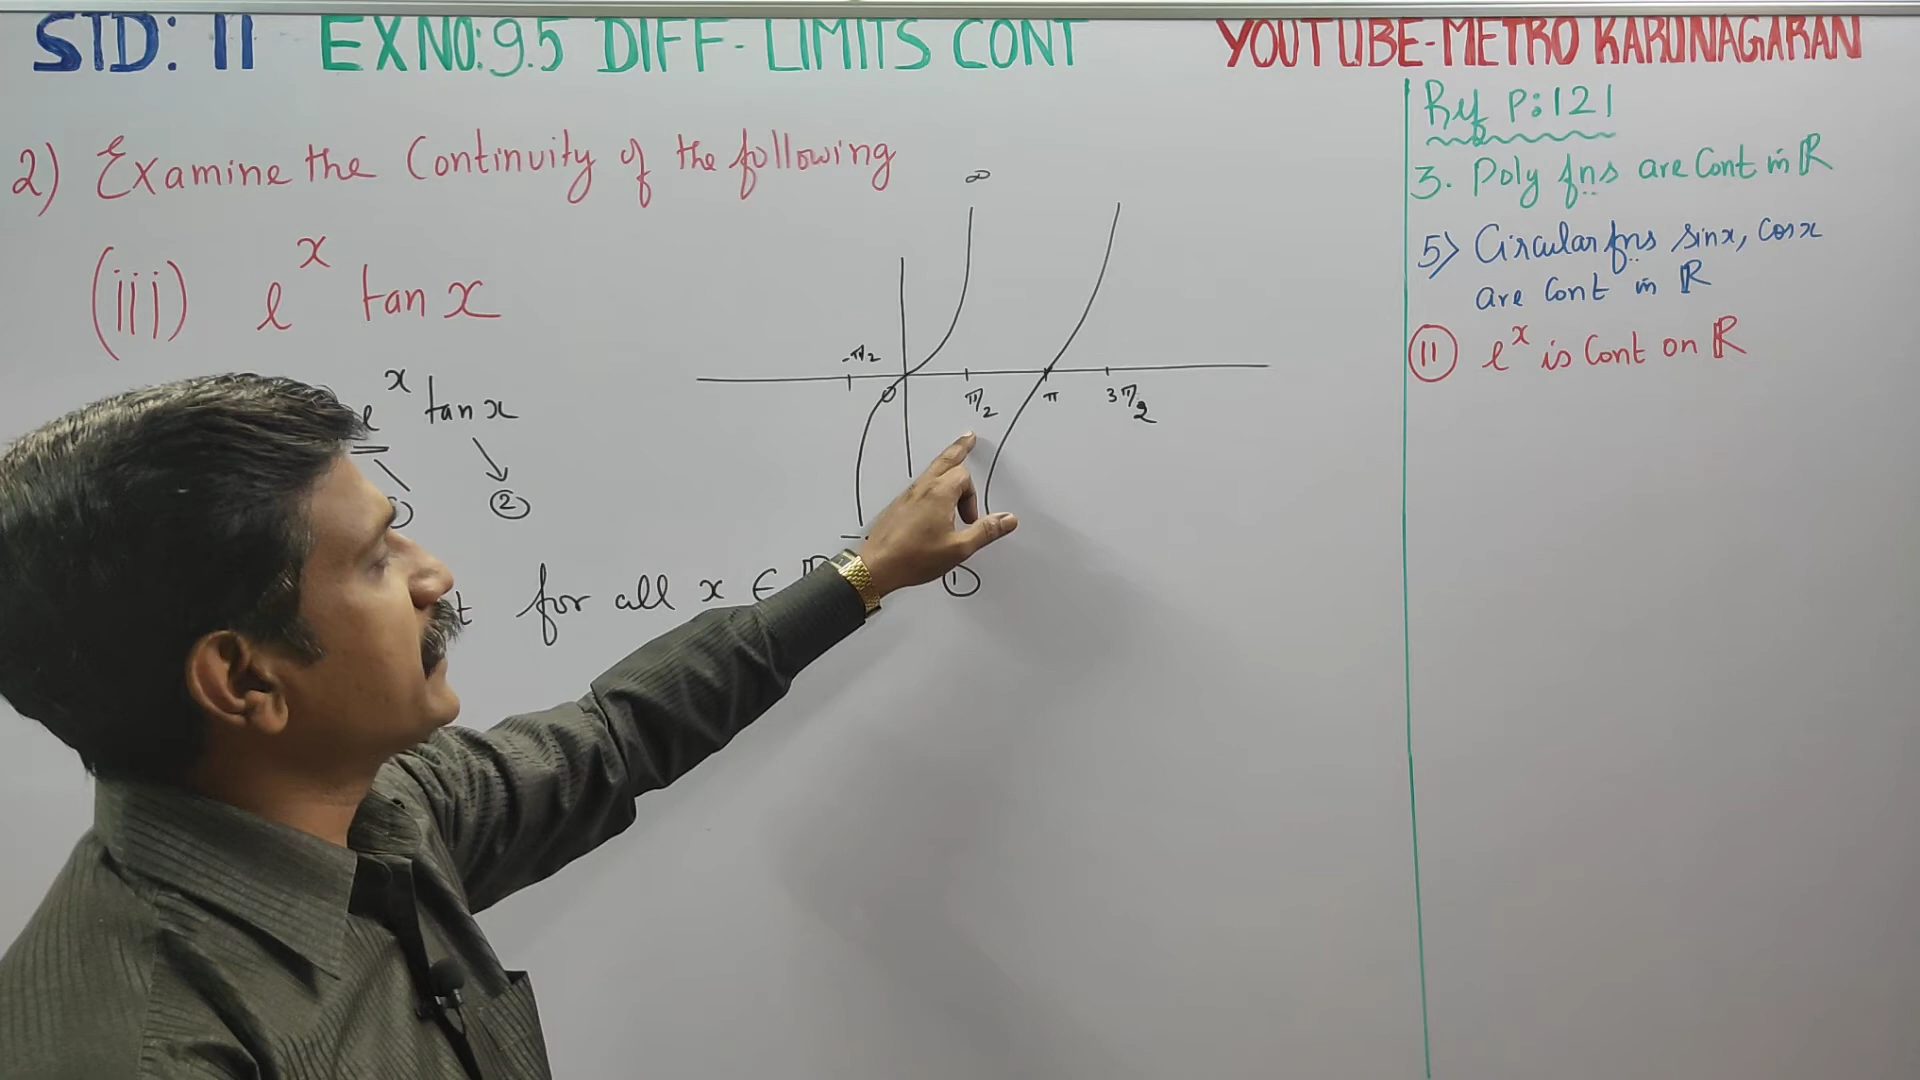 STD: 11 EXNO:9.5 DIFF-LIMITS CONT YOUTUBE-METRO KARUNAGARAN
2) Examine the Continuity of the following
(iii) e^x tan x
e^x tan x
②
for all x ∈
①
∞
-π/2
0
π/2
π
3π/2
Ref P:121
3. Poly fns are Cont in ℝ
5) Circular fns sinx, cosx
are Cont in ℝ
⑪ e^x is Cont on ℝ